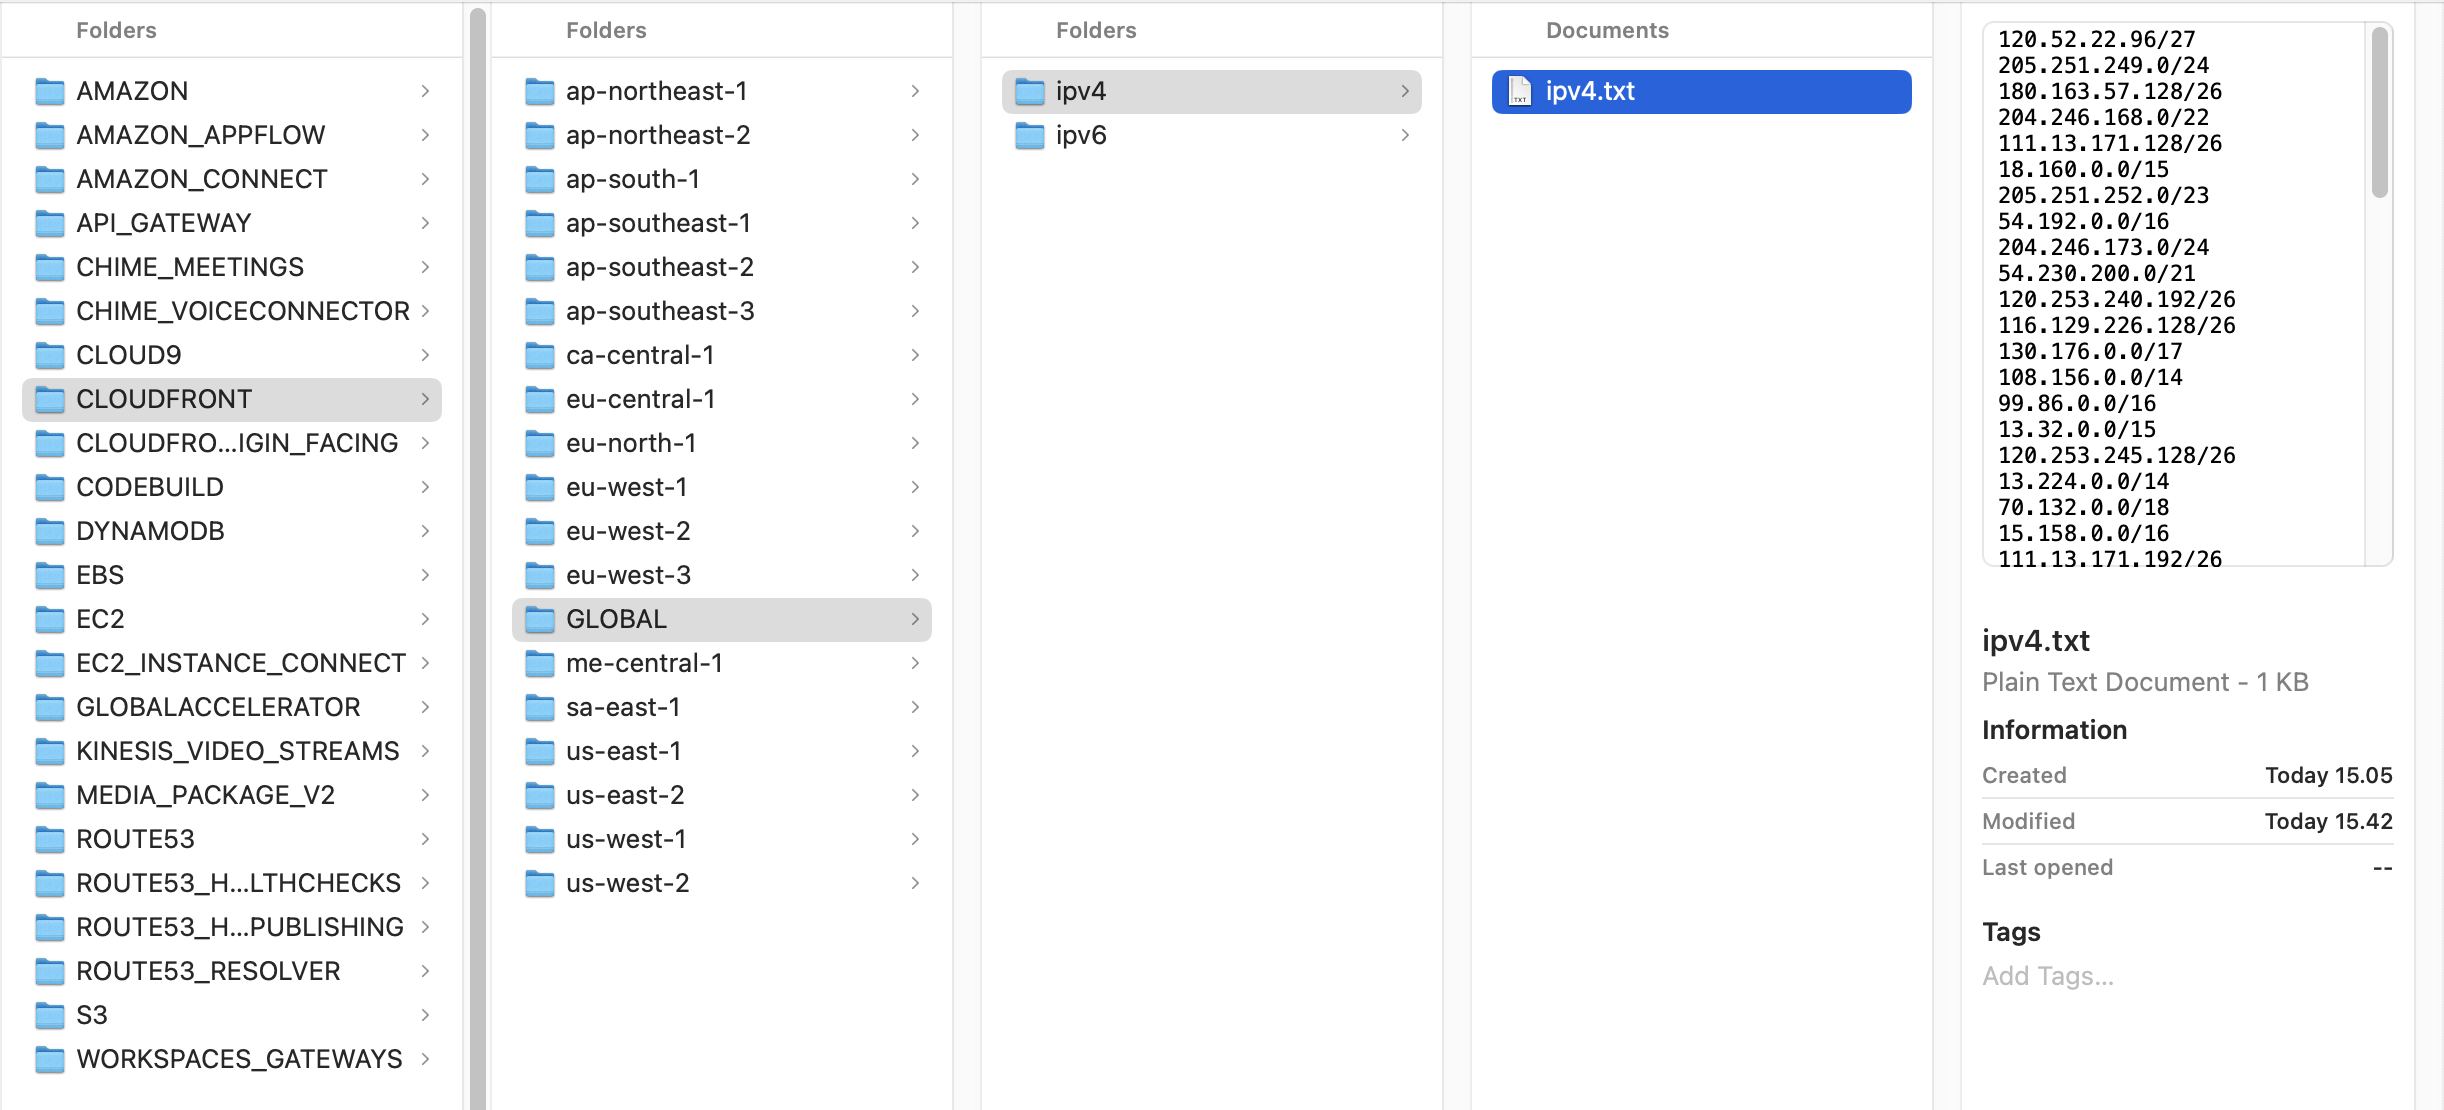 Folders
AMAZON
AMAZON_APPFLOW
AMAZON_CONNECT
API_GATEWAY
CHIME_MEETINGS
CHIME_VOICECONNECTOR
CLOUD9
CLOUDFRONT
CLOUDFRO...IGIN_FACING
CODEBUILD
DYNAMODB
EBS
EC2
EC2_INSTANCE_CONNECT
GLOBALACCELERATOR
KINESIS_VIDEO_STREAMS
MEDIA_PACKAGE_V2
ROUTE53
ROUTE53_H...LTHCHECKS
ROUTE53_H...PUBLISHING
ROUTE53_RESOLVER
S3
WORKSPACES_GATEWAYS
Folders
ap-northeast-1
ap-northeast-2
ap-south-1
ap-southeast-1
ap-southeast-2
ap-southeast-3
ca-central-1
eu-central-1
eu-north-1
eu-west-1
eu-west-2
eu-west-3
GLOBAL
me-central-1
sa-east-1
us-east-1
us-east-2
us-west-1
us-west-2
Folders
ipv4
ipv6
Documents
TXT
ipv4.txt
120.52.22.96/27
205.251.249.0/24
180.163.57.128/26
204.246.168.0/22
111.13.171.128/26
18.160.0.0/15
205.251.252.0/23
54.192.0.0/16
204.246.173.0/24
54.230.200.0/21
120.253.240.192/26
116.129.226.128/26
130.176.0.0/17
108.156.0.0/14
99.86.0.0/16
13.32.0.0/15
120.253.245.128/26
13.224.0.0/14
70.132.0.0/18
15.158.0.0/16
111.13.171.192/26
ipv4.txt
Plain Text Document - 1 KB
Information
Created Today 15.05
Modified Today 15.42
Last opened --
Tags
Add Tags...